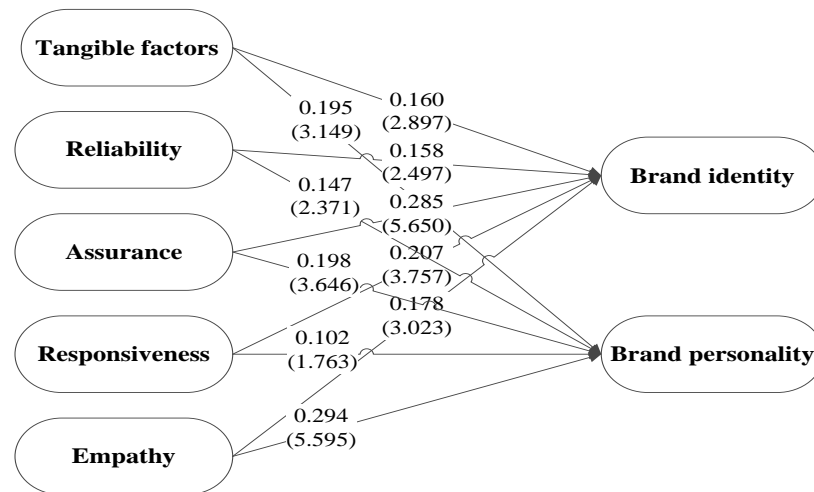 Tangible factors
0.195
(3.149)
0.160
(2.897)
Reliability
0.147
(2.371)
0.158
(2.497)
Brand identity
Assurance
0.198
(3.646)
0.285
(5.650)
0.207
(3.757)
Responsiveness
0.102
(1.763)
0.178
(3.023)
Brand personality
Empathy
0.294
(5.595)